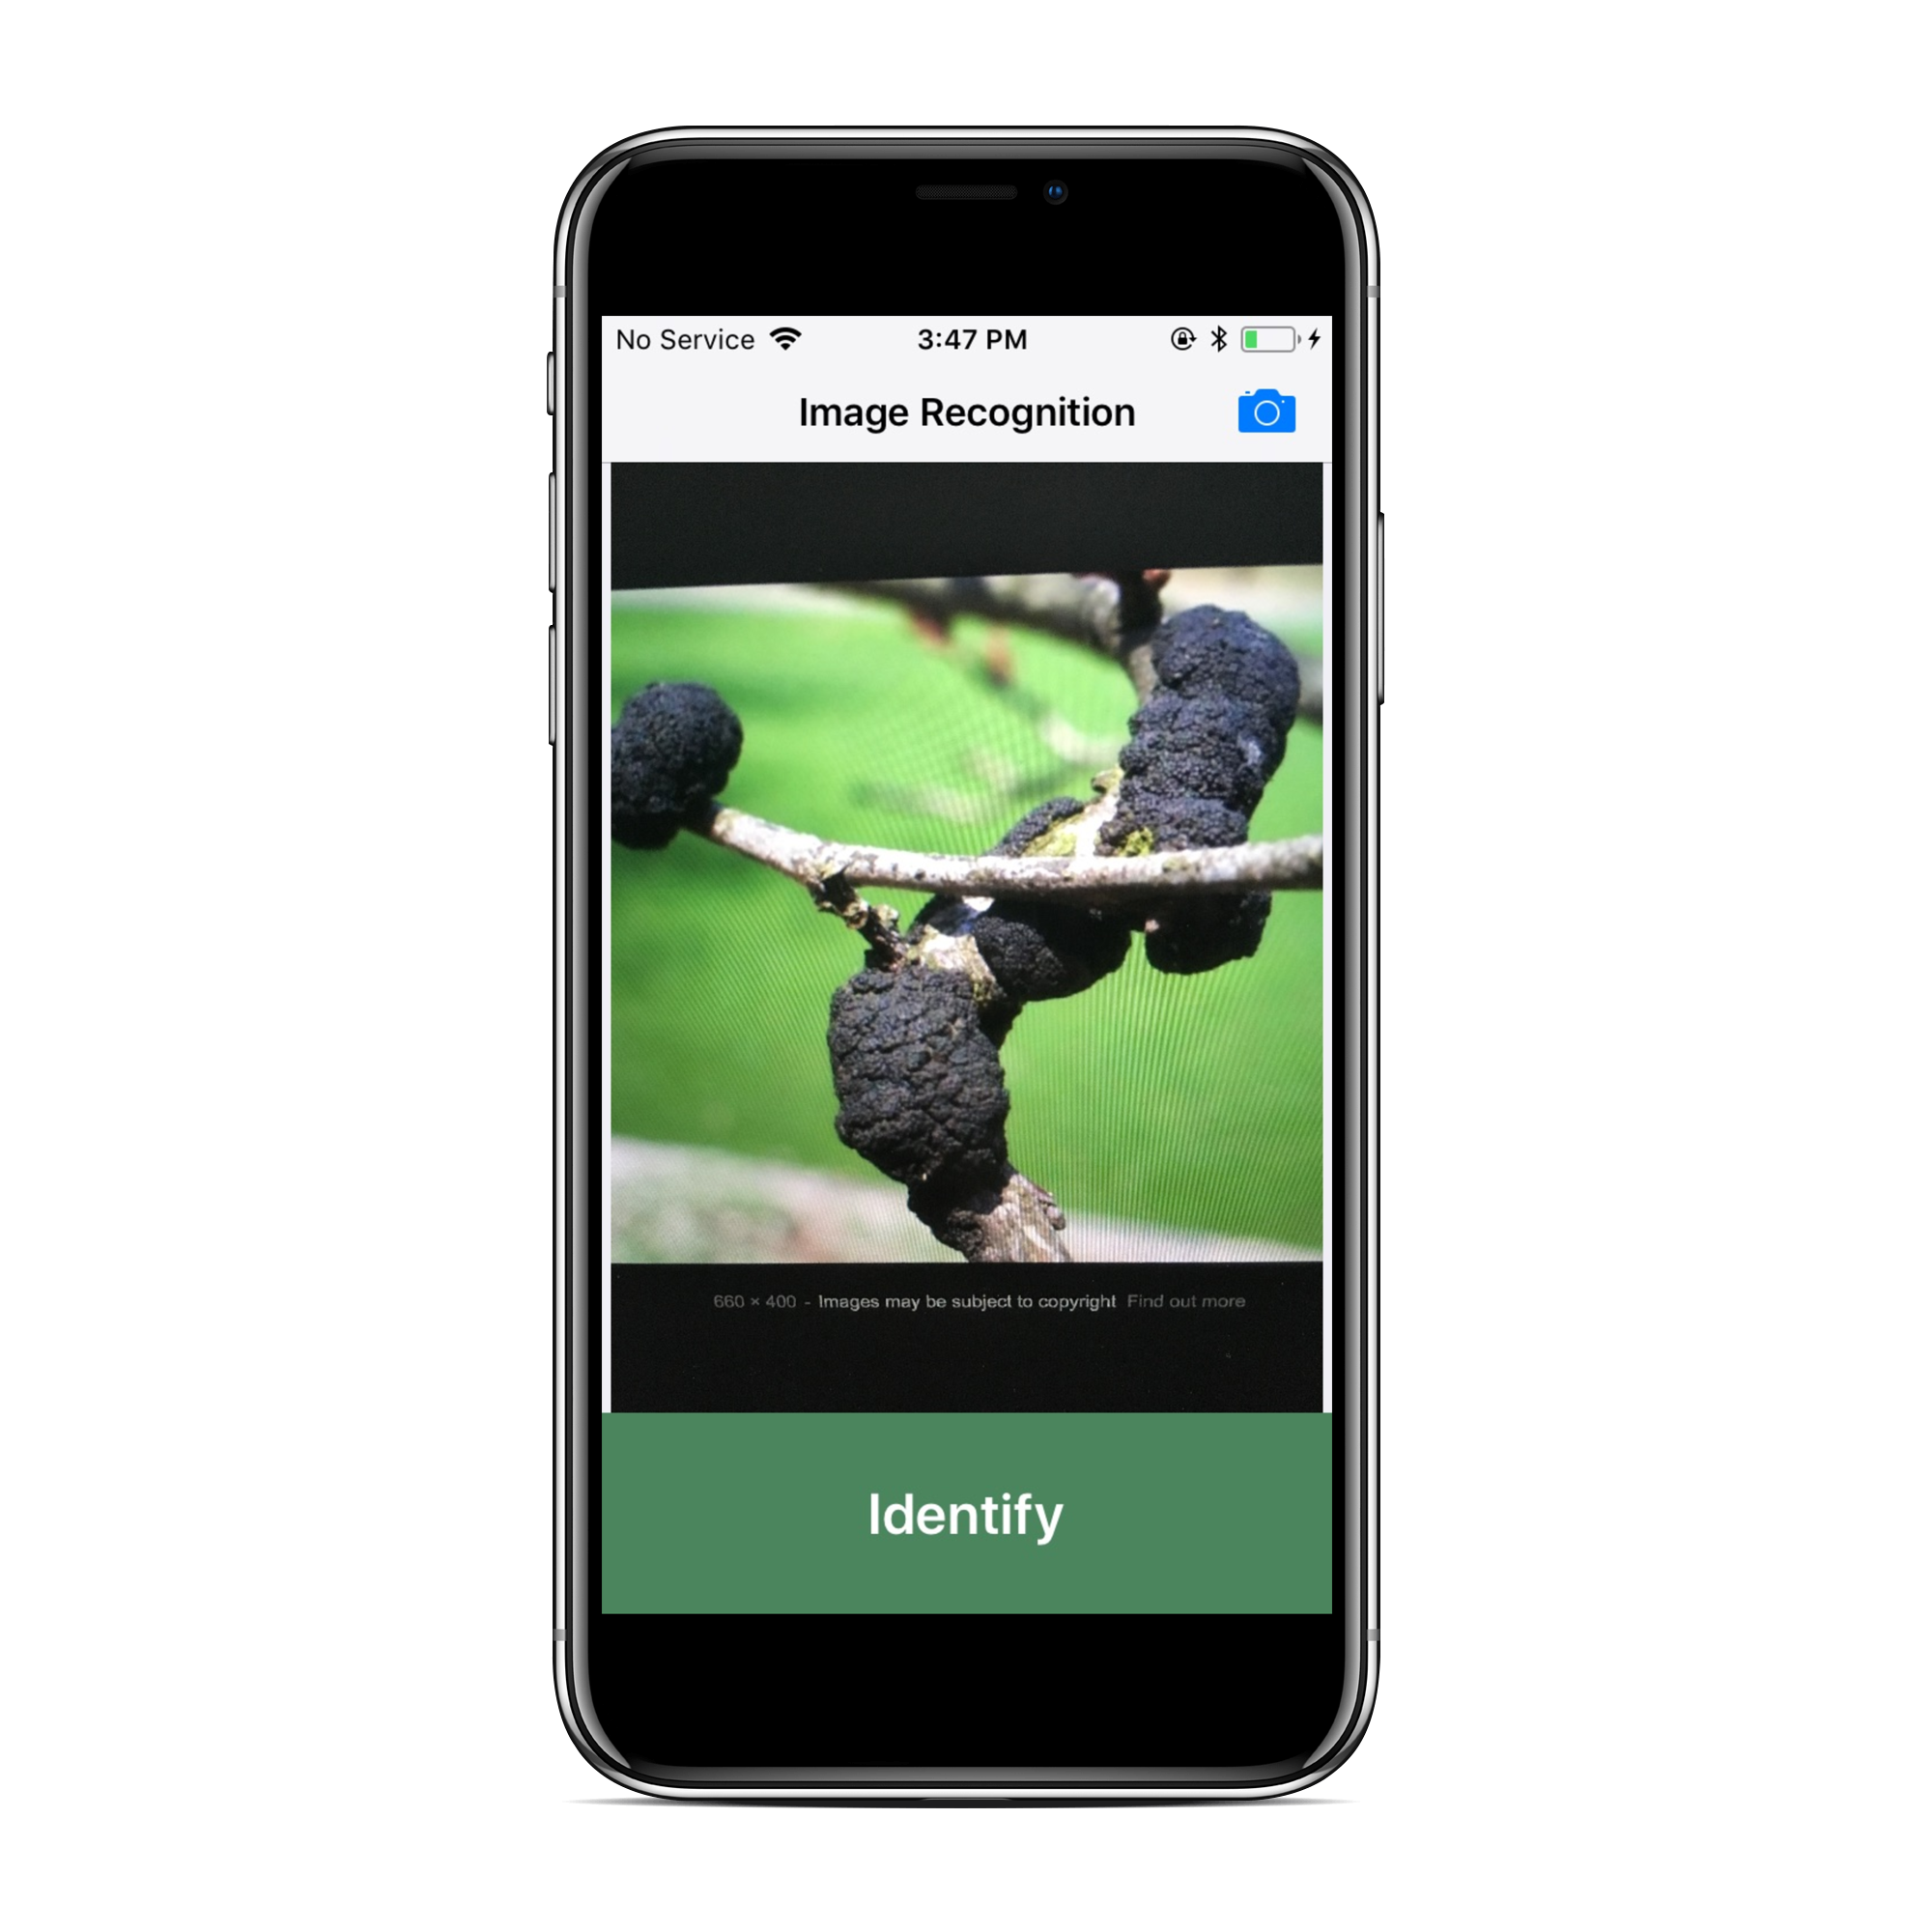 No Service 3:47 PM
Image Recognition
660 × 400 - Images may be subject to copyright Find out more
Identify